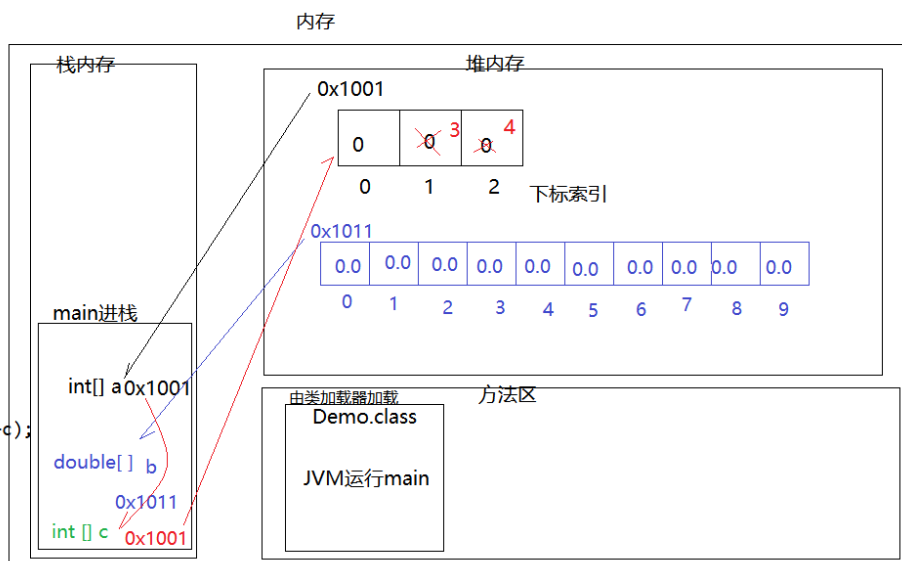 内存
栈内存
堆内存
0x1001
0 0 3 0 4
0 1 2
下标索引
0x1011
0.0 0.0 0.0 0.0 0.0 0.0 0.0 0.0 0.0 0.0
0 1 2 3 4 5 6 7 8 9
main进栈
int[] a 0x1001
c);
double[ ] b
0x1011
int [] c 0x1001
方法区
由类加载器加载
Demo.class
JVM运行main